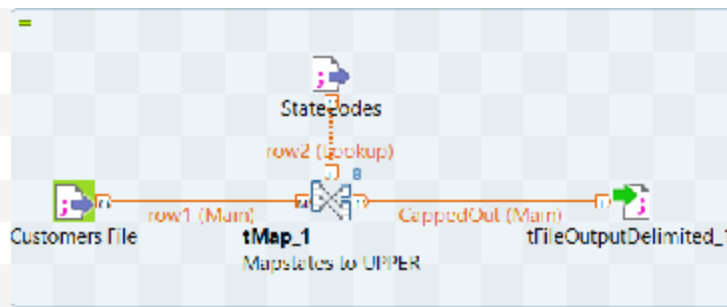 StateCodes
row2 (Lookup)
row1 (Main)
CappedOut (Main)
Customers File
tMap_1
tFileOutputDelimited_1
Mapstates to UPPER